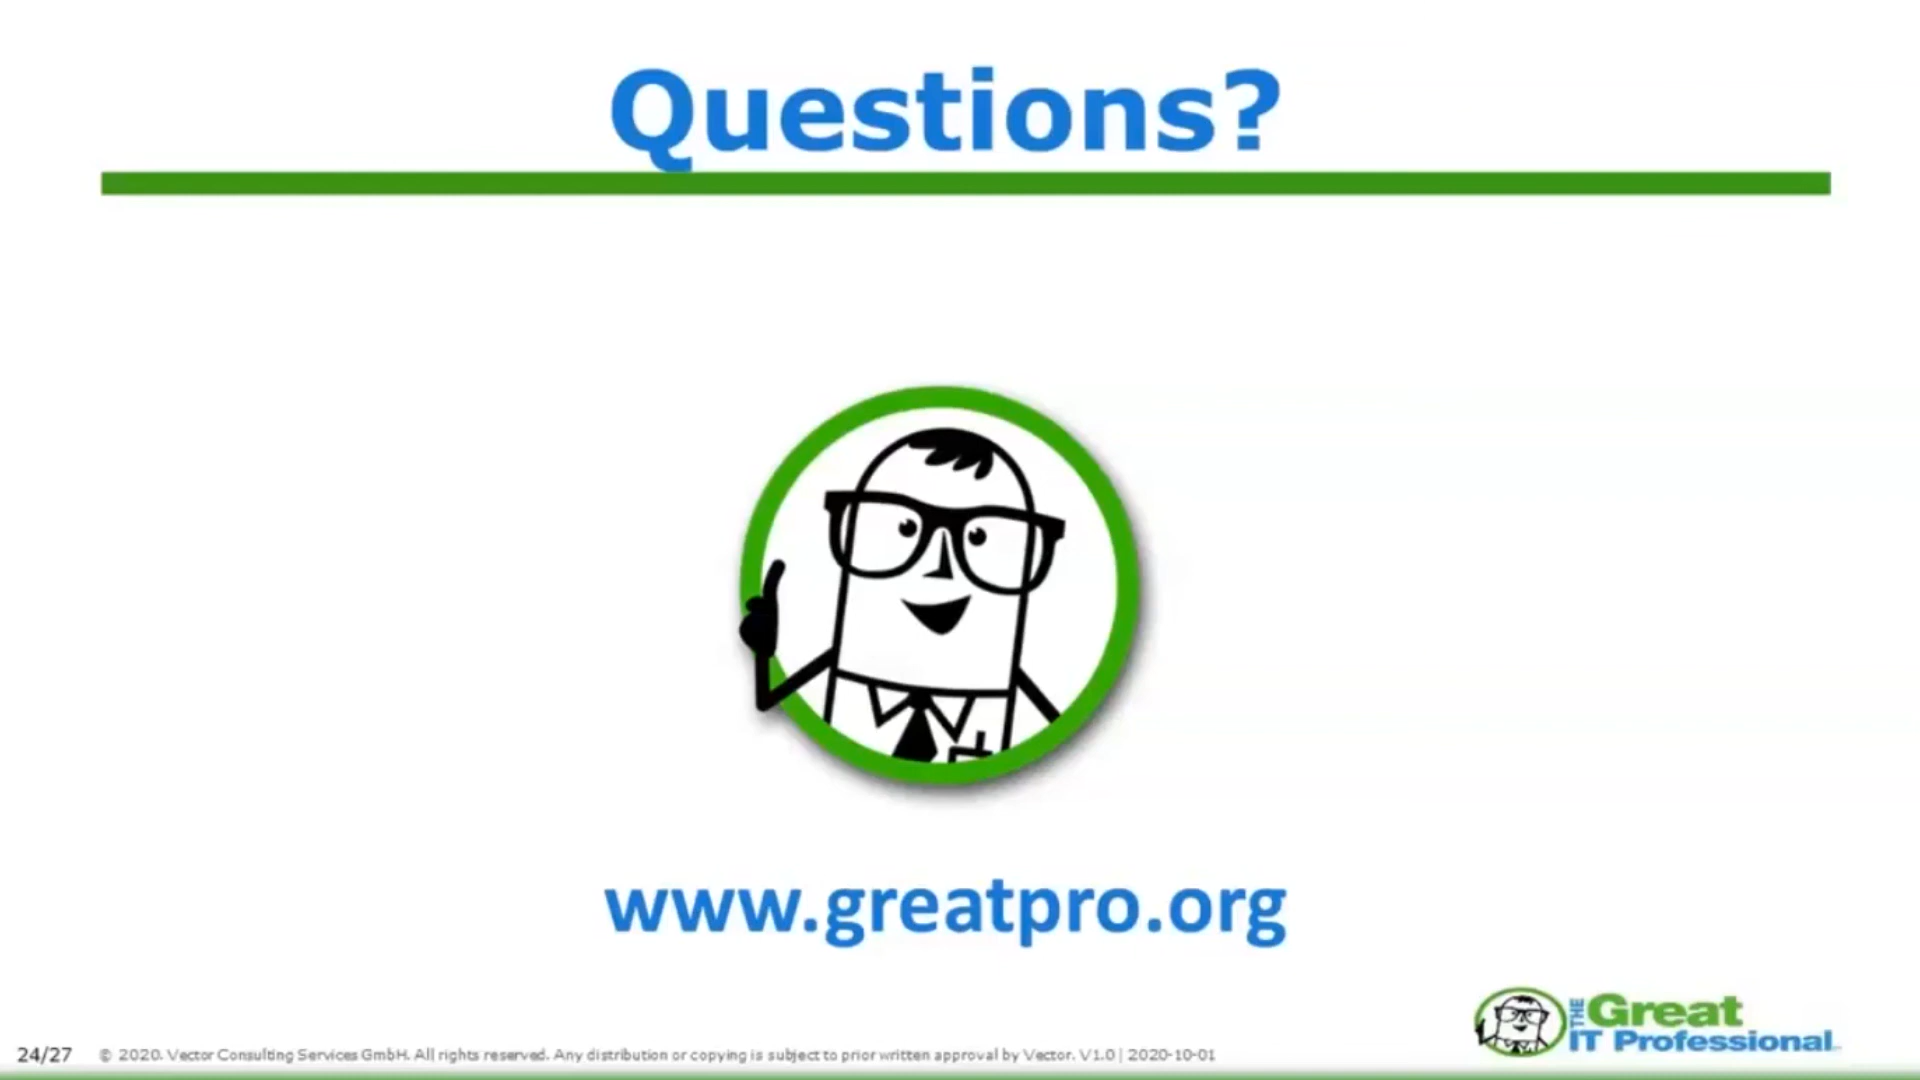 Questions?
www.greatpro.org
THE Great
IT Professional
24/27 © 2020. Vector Consulting Services GmbH. All rights reserved. Any distribution or copying is subject to prior written approval by Vector. V1.0 | 2020-10-01